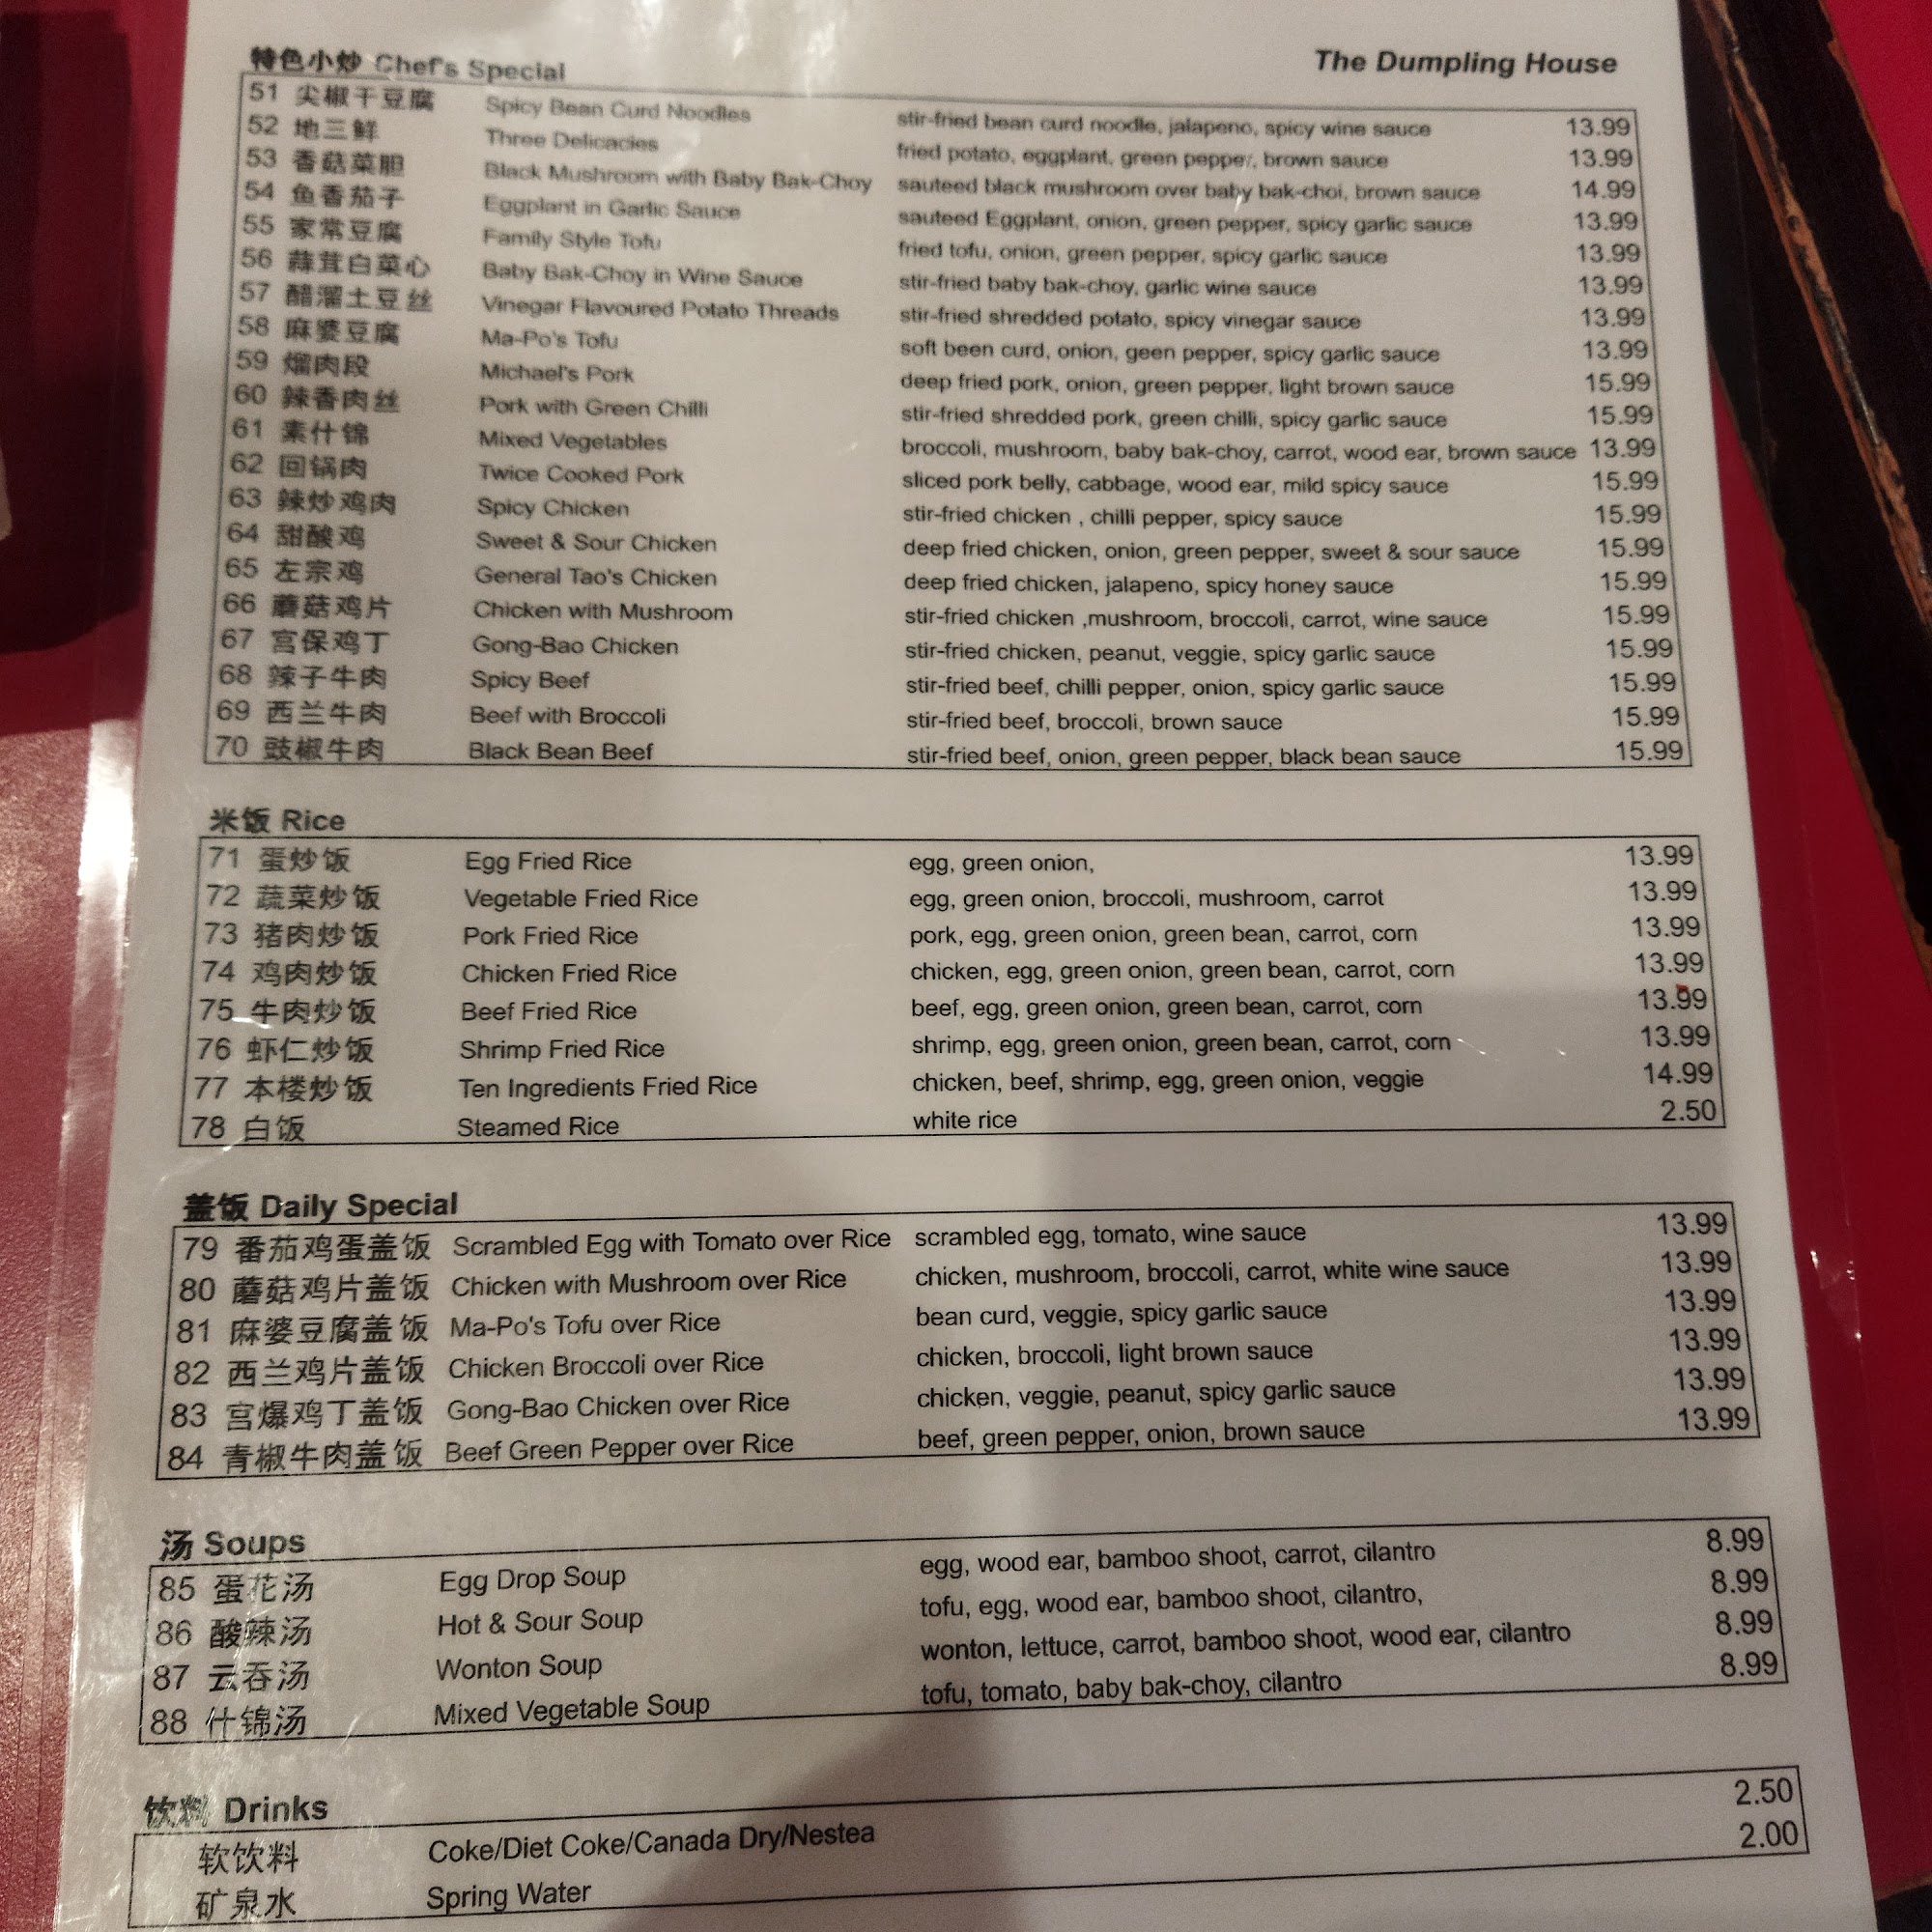 特色小炒 Chef's Special The Dumpling House
51 尖椒干豆腐 Spicy Bean Curd Noodles stir-fried bean curd noodle, jalapeno, spicy wine sauce 13.99
52 地三鲜 Three Delicacies fried potato, eggplant, green pepper, brown sauce 13.99
53 香菇菜胆 Black Mushroom with Baby Bak-Choy sauteed black mushroom over baby bak-choi, brown sauce 14.99
54 鱼香茄子 Eggplant in Garlic Sauce sauteed Eggplant, onion, green pepper, spicy garlic sauce 13.99
55 家常豆腐 Family Style Tofu fried tofu, onion, green pepper, spicy garlic sauce 13.99
56 蒜茸白菜心 Baby Bak-Choy in Wine Sauce stir-fried baby bak-choy, garlic wine sauce 13.99
57 醋溜土豆丝 Vinegar Flavoured Potato Threads stir-fried shredded potato, spicy vinegar sauce 13.99
58 麻婆豆腐 Ma-Po's Tofu soft been curd, onion, geen pepper, spicy garlic sauce 13.99
59 熘肉段 Michael's Pork deep fried pork, onion, green pepper, light brown sauce 15.99
60 辣香肉丝 Pork with Green Chilli stir-fried shredded pork, green chilli, spicy garlic sauce 15.99
61 素什锦 Mixed Vegetables broccoli, mushroom, baby bak-choy, carrot, wood ear, brown sauce 13.99
62 回锅肉 Twice Cooked Pork sliced pork belly, cabbage, wood ear, mild spicy sauce 15.99
63 辣炒鸡肉 Spicy Chicken stir-fried chicken , chilli pepper, spicy sauce 15.99
64 甜酸鸡 Sweet & Sour Chicken deep fried chicken, onion, green pepper, sweet & sour sauce 15.99
65 左宗鸡 General Tao's Chicken deep fried chicken, jalapeno, spicy honey sauce 15.99
66 蘑菇鸡片 Chicken with Mushroom stir-fried chicken ,mushroom, broccoli, carrot, wine sauce 15.99
67 宫保鸡丁 Gong-Bao Chicken stir-fried chicken, peanut, veggie, spicy garlic sauce 15.99
68 辣子牛肉 Spicy Beef stir-fried beef, chilli pepper, onion, spicy garlic sauce 15.99
69 西兰牛肉 Beef with Broccoli stir-fried beef, broccoli, brown sauce 15.99
70 豉椒牛肉 Black Bean Beef stir-fried beef, onion, green pepper, black bean sauce 15.99
米饭 Rice
71 蛋炒饭 Egg Fried Rice egg, green onion, 13.99
72 蔬菜炒饭 Vegetable Fried Rice egg, green onion, broccoli, mushroom, carrot 13.99
73 猪肉炒饭 Pork Fried Rice pork, egg, green onion, green bean, carrot, corn 13.99
74 鸡肉炒饭 Chicken Fried Rice chicken, egg, green onion, green bean, carrot, corn 13.99
75 牛肉炒饭 Beef Fried Rice beef, egg, green onion, green bean, carrot, corn 13.99
76 虾仁炒饭 Shrimp Fried Rice shrimp, egg, green onion, green bean, carrot, corn 13.99
77 本楼炒饭 Ten Ingredients Fried Rice chicken, beef, shrimp, egg, green onion, veggie 14.99
78 白饭 Steamed Rice white rice 2.50
盖饭 Daily Special
79 番茄鸡蛋盖饭 Scrambled Egg with Tomato over Rice scrambled egg, tomato, wine sauce 13.99
80 蘑菇鸡片盖饭 Chicken with Mushroom over Rice chicken, mushroom, broccoli, carrot, white wine sauce 13.99
81 麻婆豆腐盖饭 Ma-Po's Tofu over Rice bean curd, veggie, spicy garlic sauce 13.99
82 西兰鸡片盖饭 Chicken Broccoli over Rice chicken, broccoli, light brown sauce 13.99
83 宫爆鸡丁盖饭 Gong-Bao Chicken over Rice chicken, veggie, peanut, spicy garlic sauce 13.99
84 青椒牛肉盖饭 Beef Green Pepper over Rice beef, green pepper, onion, brown sauce 13.99
汤 Soups
85 蛋花汤 Egg Drop Soup egg, wood ear, bamboo shoot, carrot, cilantro 8.99
86 酸辣汤 Hot & Sour Soup tofu, egg, wood ear, bamboo shoot, cilantro, 8.99
87 云吞汤 Wonton Soup wonton, lettuce, carrot, bamboo shoot, wood ear, cilantro 8.99
88 什锦汤 Mixed Vegetable Soup tofu, tomato, baby bak-choy, cilantro 8.99
饮料 Drinks
软饮料 Coke/Diet Coke/Canada Dry/Nestea 2.50
矿泉水 Spring Water 2.00